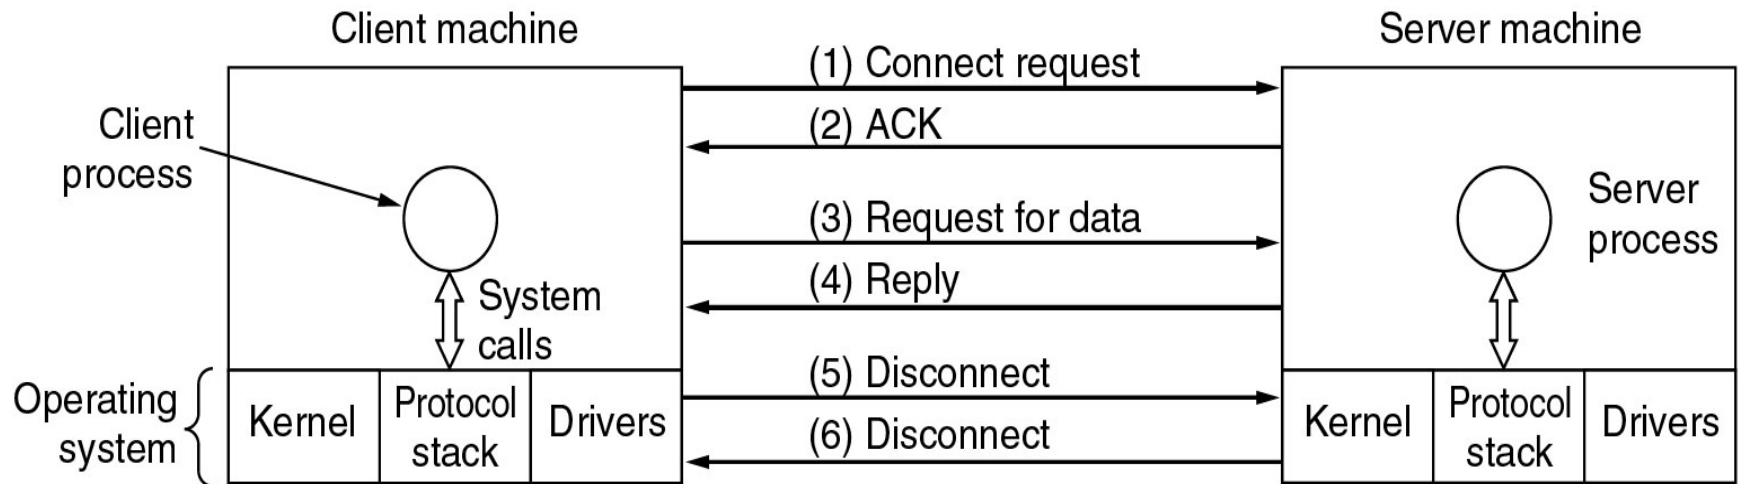 Client machine
Server machine
(1) Connect request
(2) ACK
Client
process
(3) Request for data
Server
process
(4) Reply
System
calls
(5) Disconnect
(6) Disconnect
Operating
system
Kernel
Protocol
stack
Drivers
Kernel
Protocol
stack
Drivers